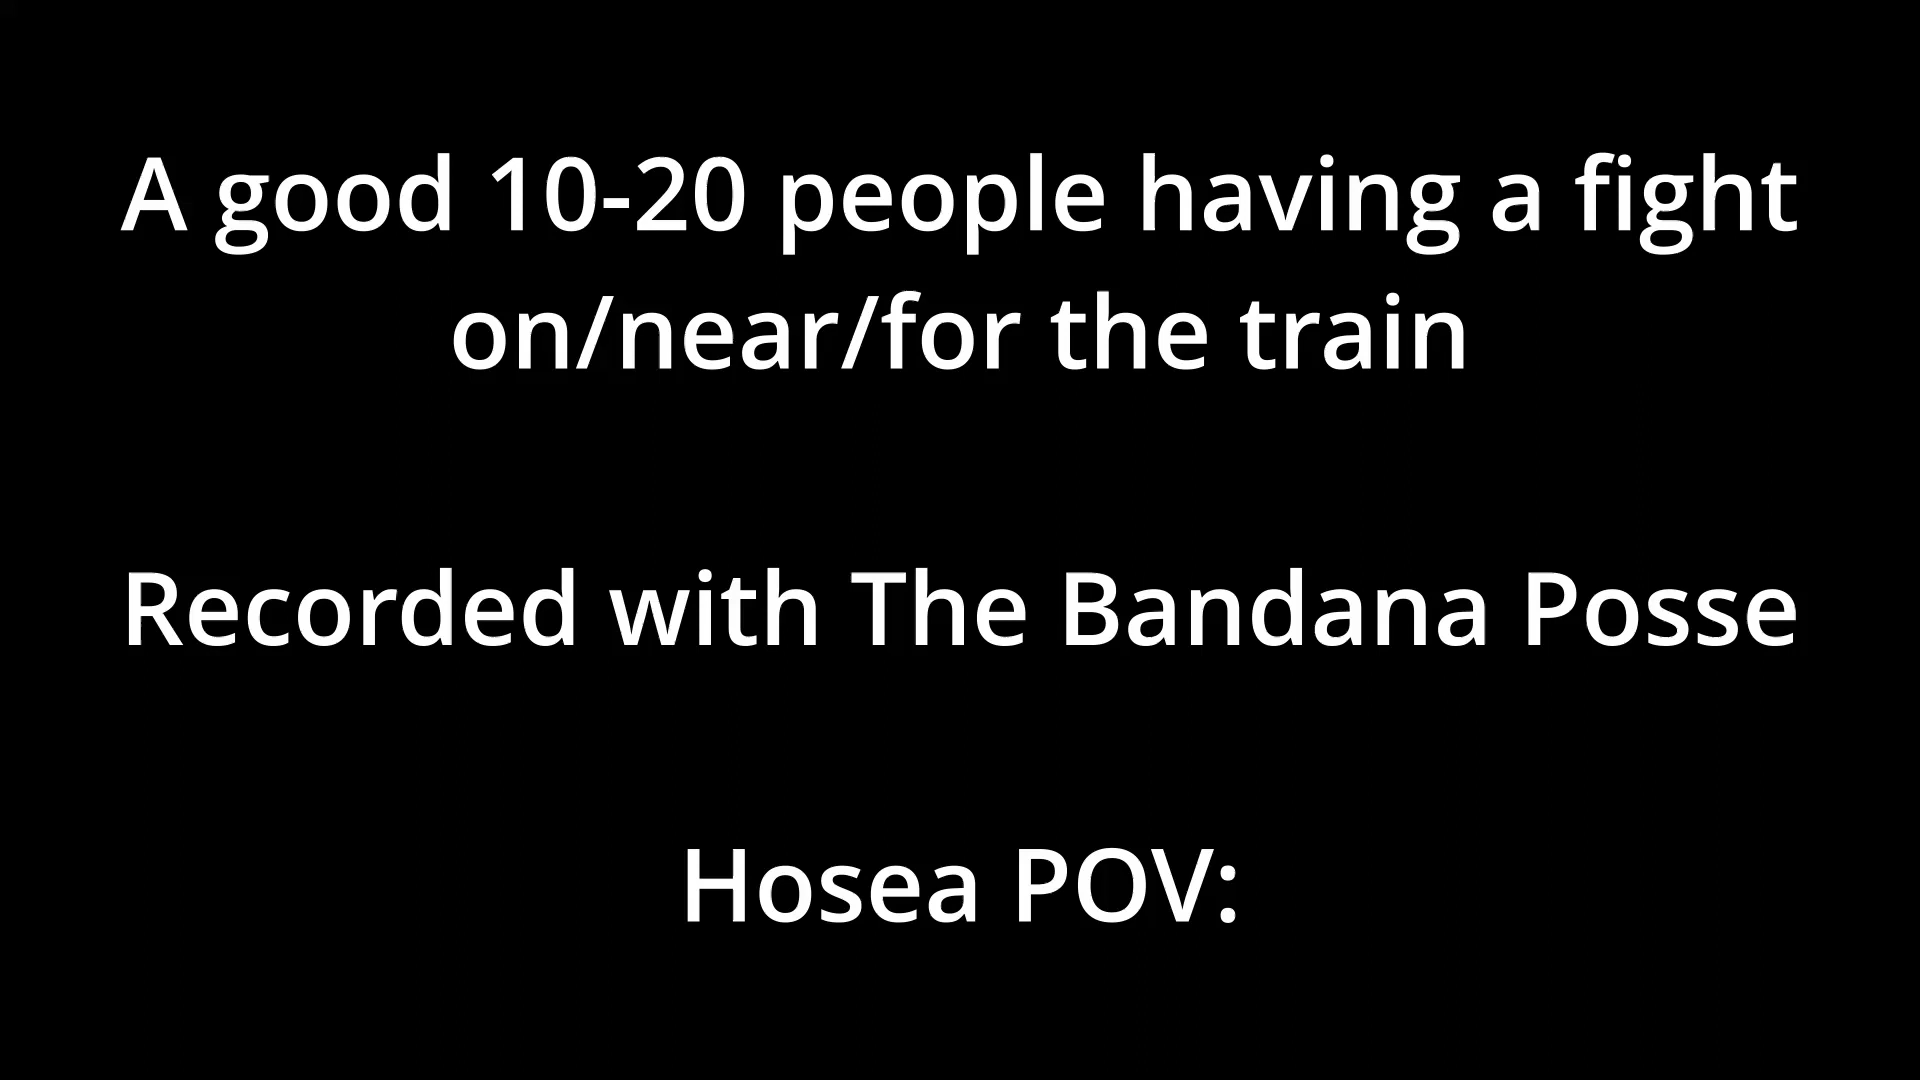 A good 10-20 people having a fight
on/near/for the train
Recorded with The Bandana Posse
Hosea POV: